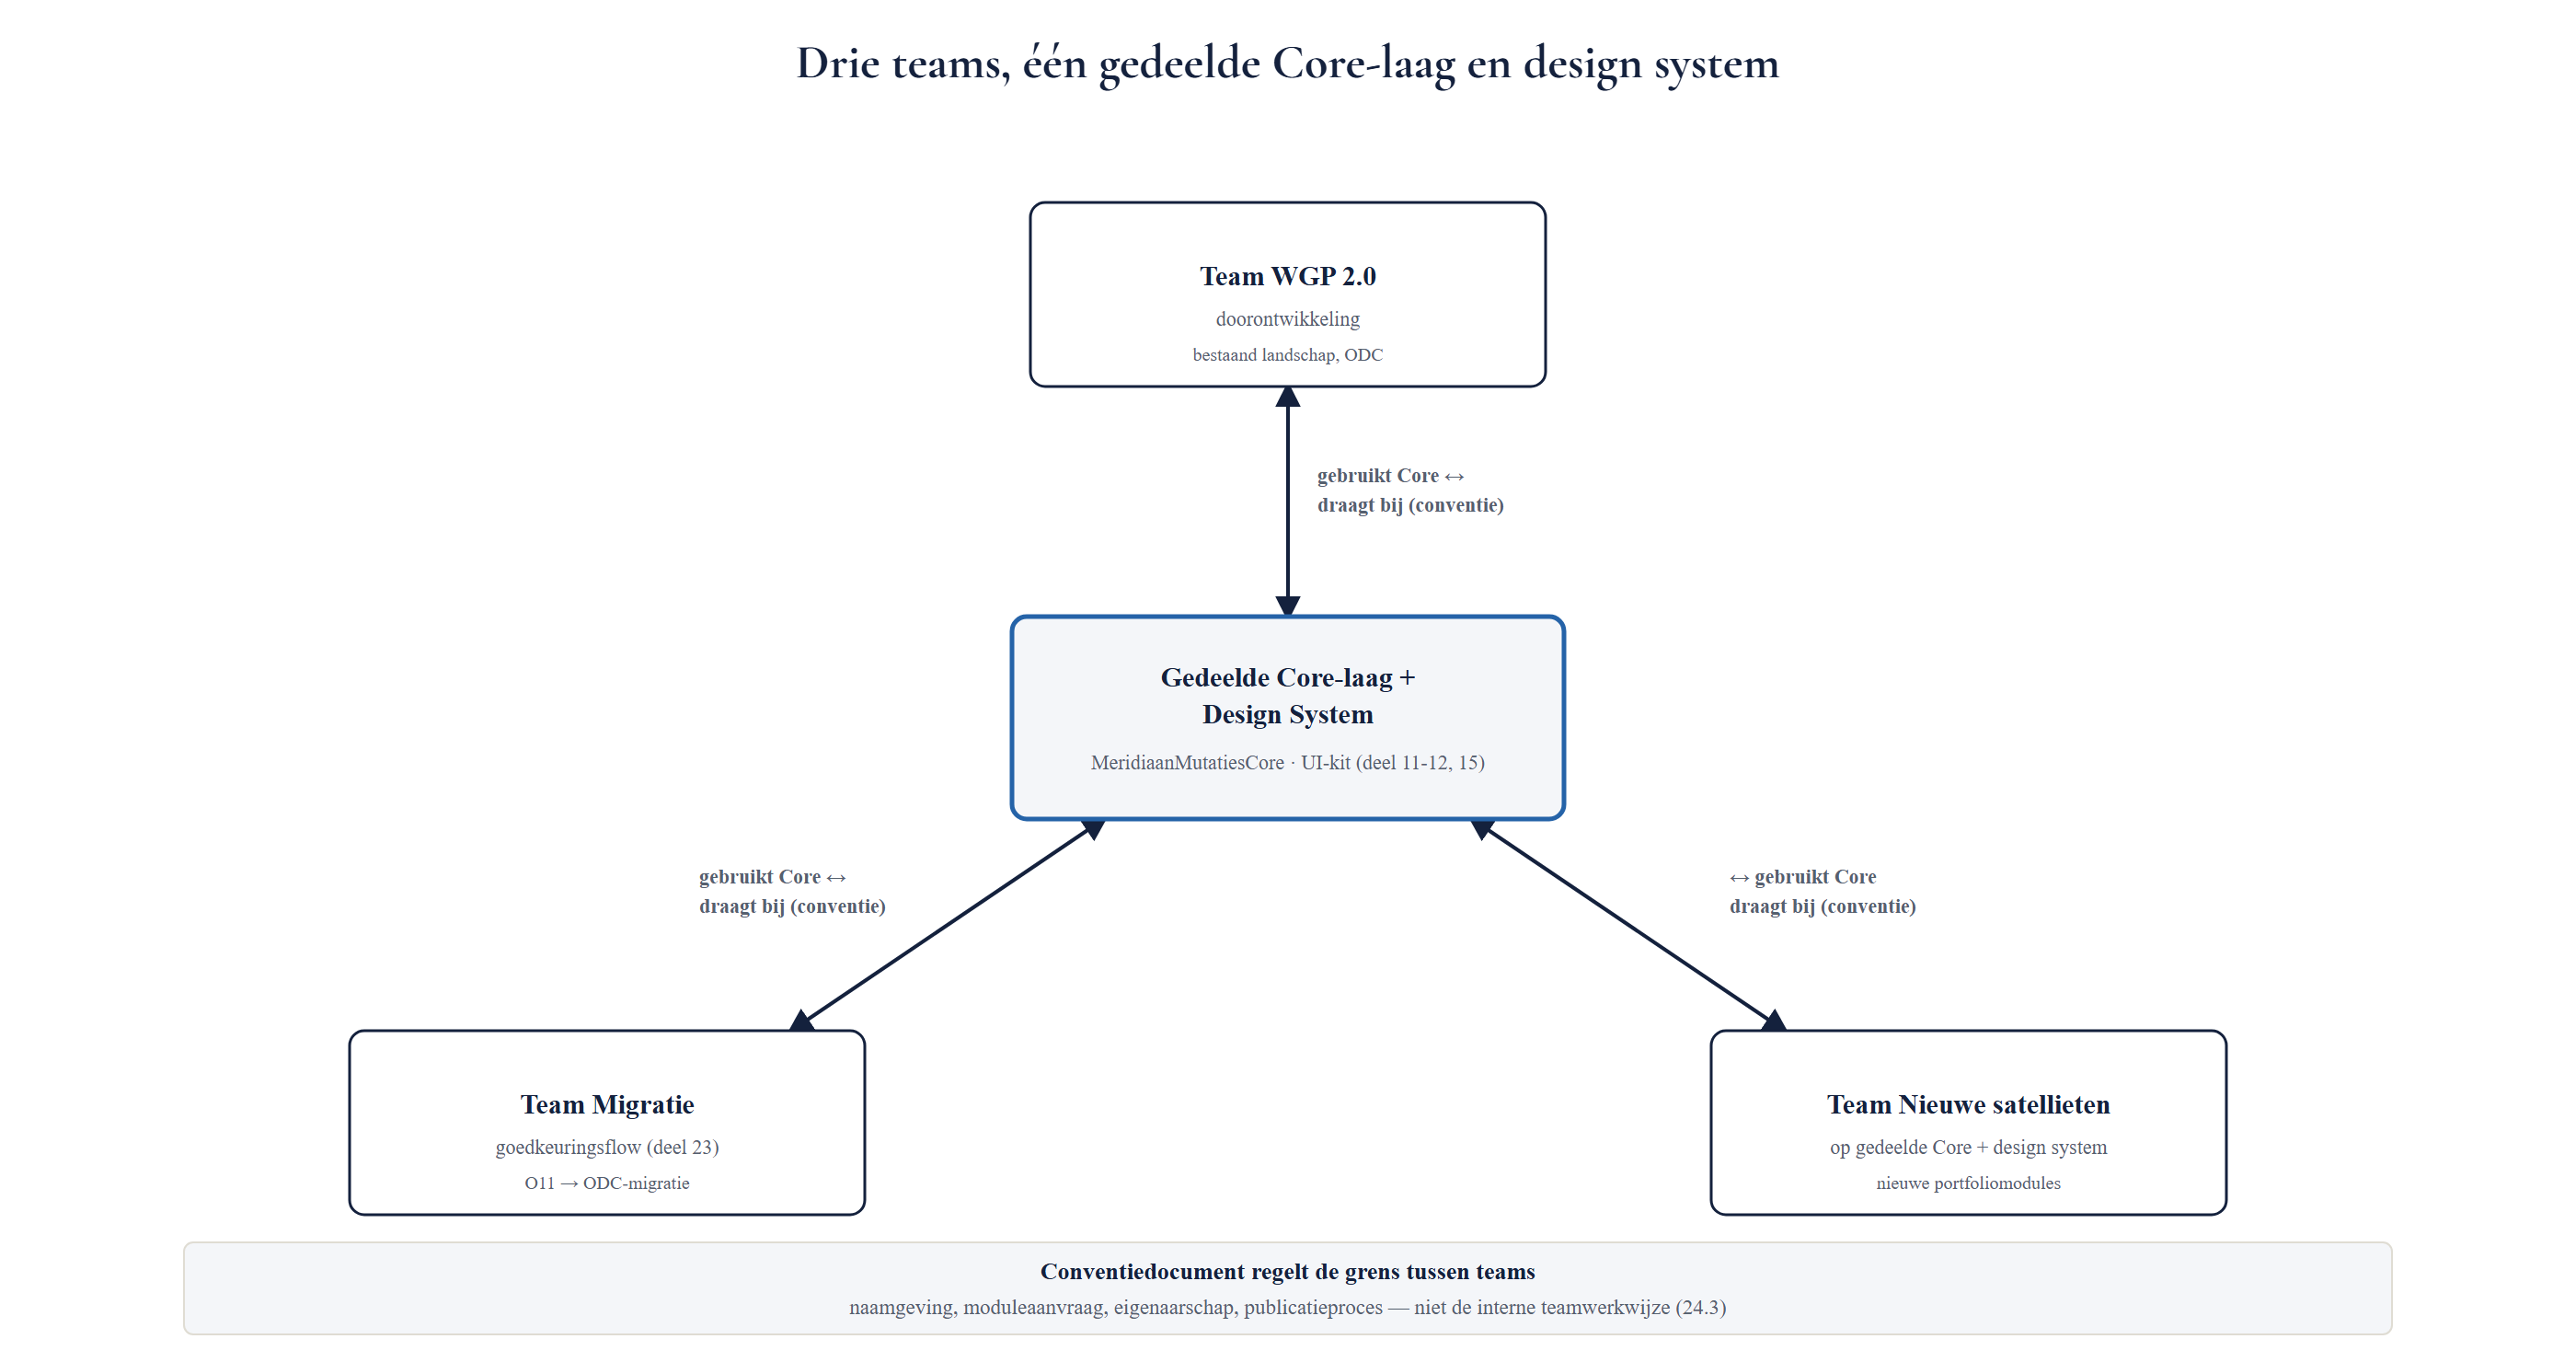 Drie teams, één gedeelde Core-laag en design system
Team WGP 2.0
doorontwikkeling
bestaand landschap, ODC
gebruikt Core ↔
draagt bij (conventie)
Gedeelde Core-laag +
Design System
MeridiaanMutatiesCore · UI-kit (deel 11-12, 15)
gebruikt Core ↔
draagt bij (conventie)
↔ gebruikt Core
draagt bij (conventie)
Team Migratie
goedkeuringsflow (deel 23)
O11 → ODC-migratie
Team Nieuwe satellieten
op gedeelde Core + design system
nieuwe portfoliomodules
Conventiedocument regelt de grens tussen teams
naamgeving, moduleaanvraag, eigenaarschap, publicatieproces — niet de interne teamwerkwijze (24.3)